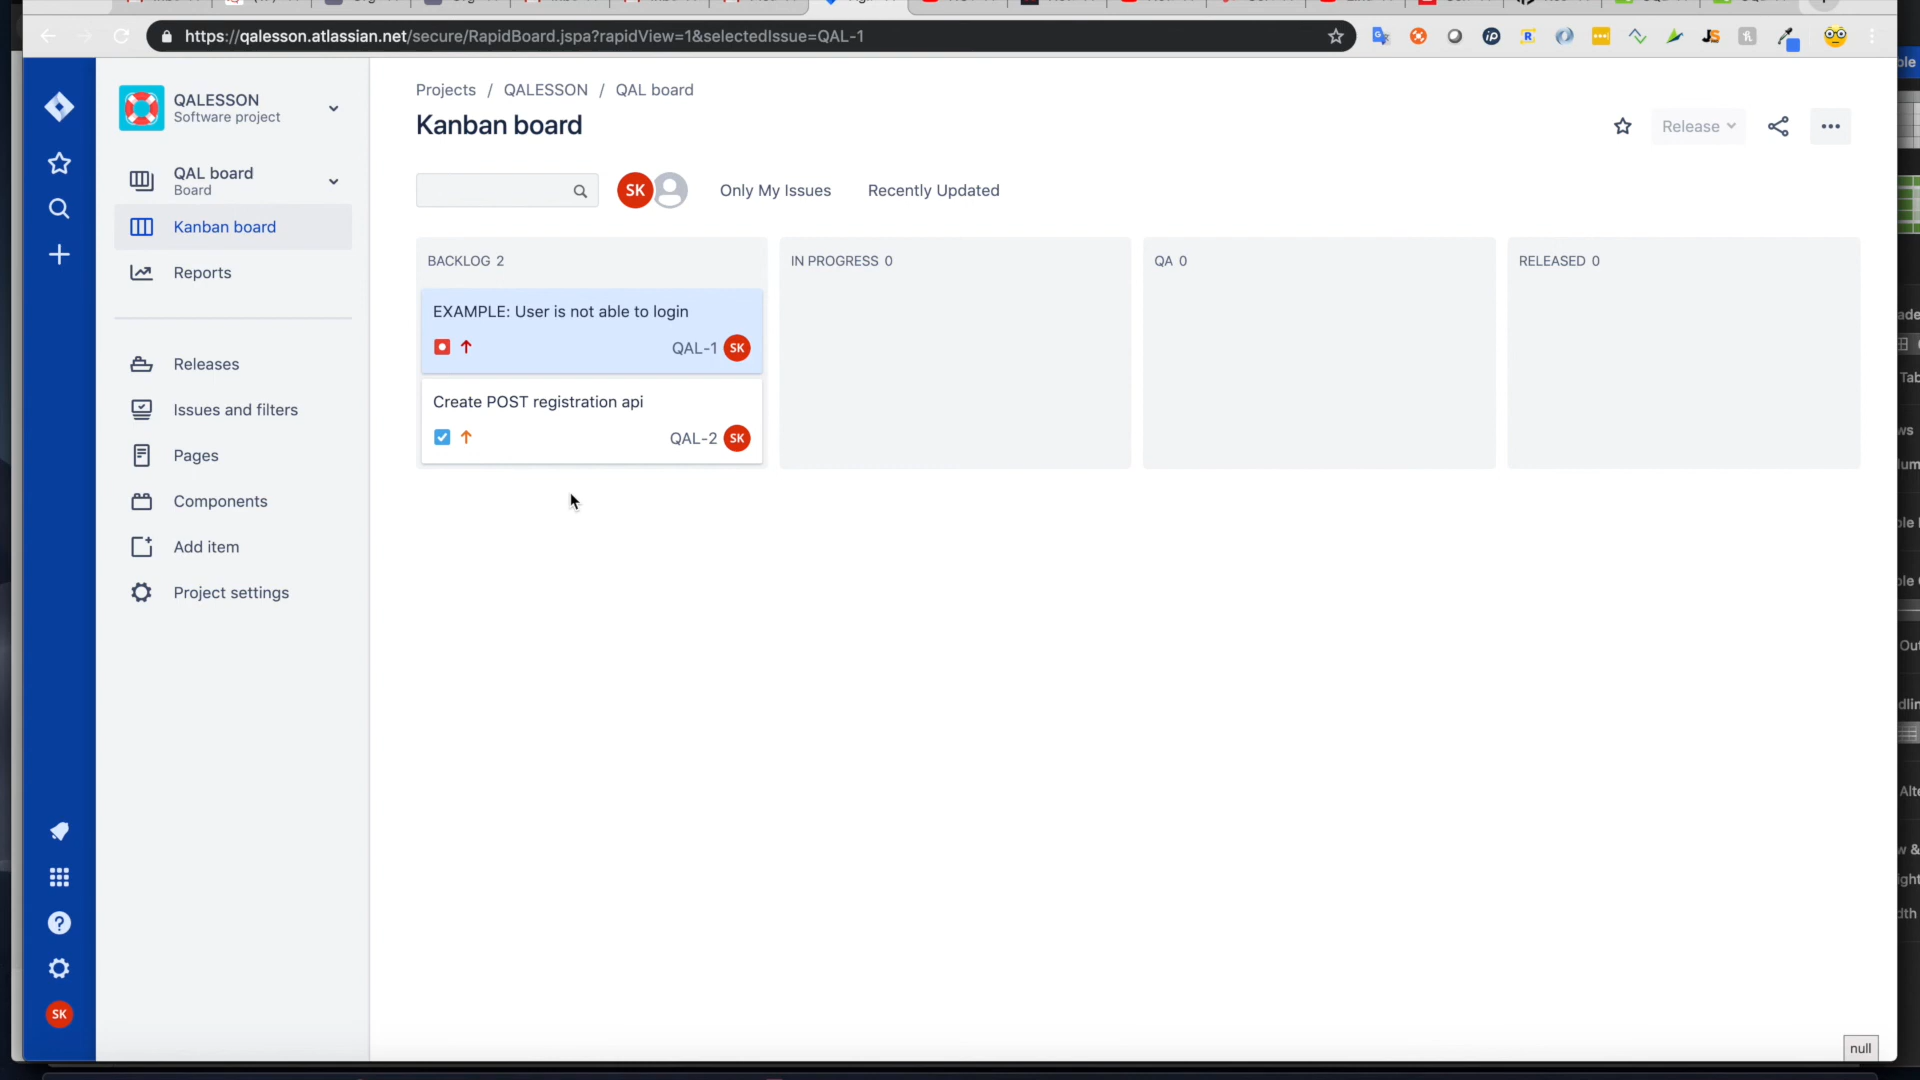 https://qalesson.atlassian.net/secure/RapidBoard.jspa?rapidView=1&selectedIssue=QAL-1
QALESSON
Software project
QAL board
Board
Kanban board
Reports
Releases
Issues and filters
Pages
Components
Add item
Project settings
SK
Projects / QALESSON / QAL board
Kanban board
Release
SK
Only My Issues
Recently Updated
BACKLOG 2
EXAMPLE: User is not able to login
QAL-1 SK
Create POST registration api
QAL-2 SK
IN PROGRESS 0
QA 0
RELEASED 0
null